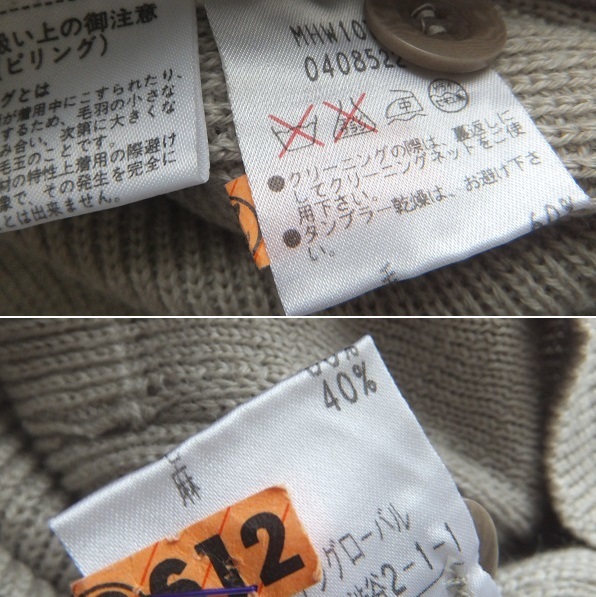 扱い上の御注意
(ピリング)
グとは
が着用中にこすられたり、
するため、毛羽の小さな
み合い、次第に大きくな
毛玉のことです。
材の特性上着用の際避け
象で、その発生を完全に
とは出来ません。
MHW10
040852
●クリーニングの際は、裏返しに
してクリーニングネットをご使
用下さい。
●タンブラー乾燥は、お避け下さ
い。
60%
毛
40%
麻
612
ングローバル
渋谷2-1-1